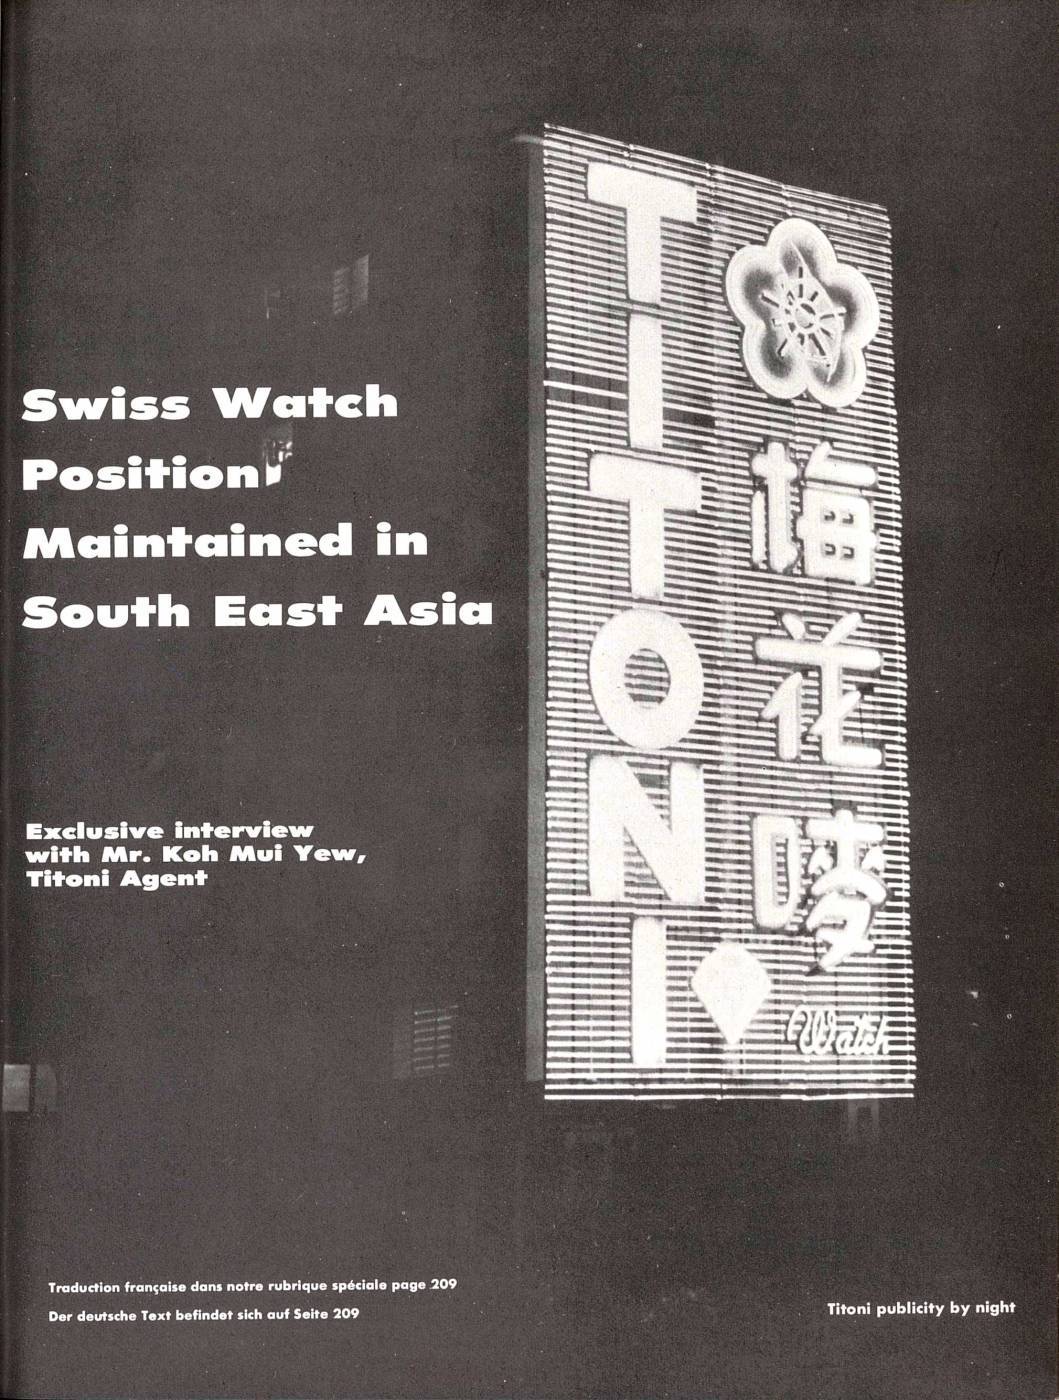 Swiss Watch
Position
Maintained in
South East Asia
Exclusive interview
with Mr. Koh Mui Yew,
Titoni Agent
TITONI
梅花唛
Watch
Traduction française dans notre rubrique spéciale page 209
Der deutsche Text befindet sich auf Seite 209
Titoni publicity by night